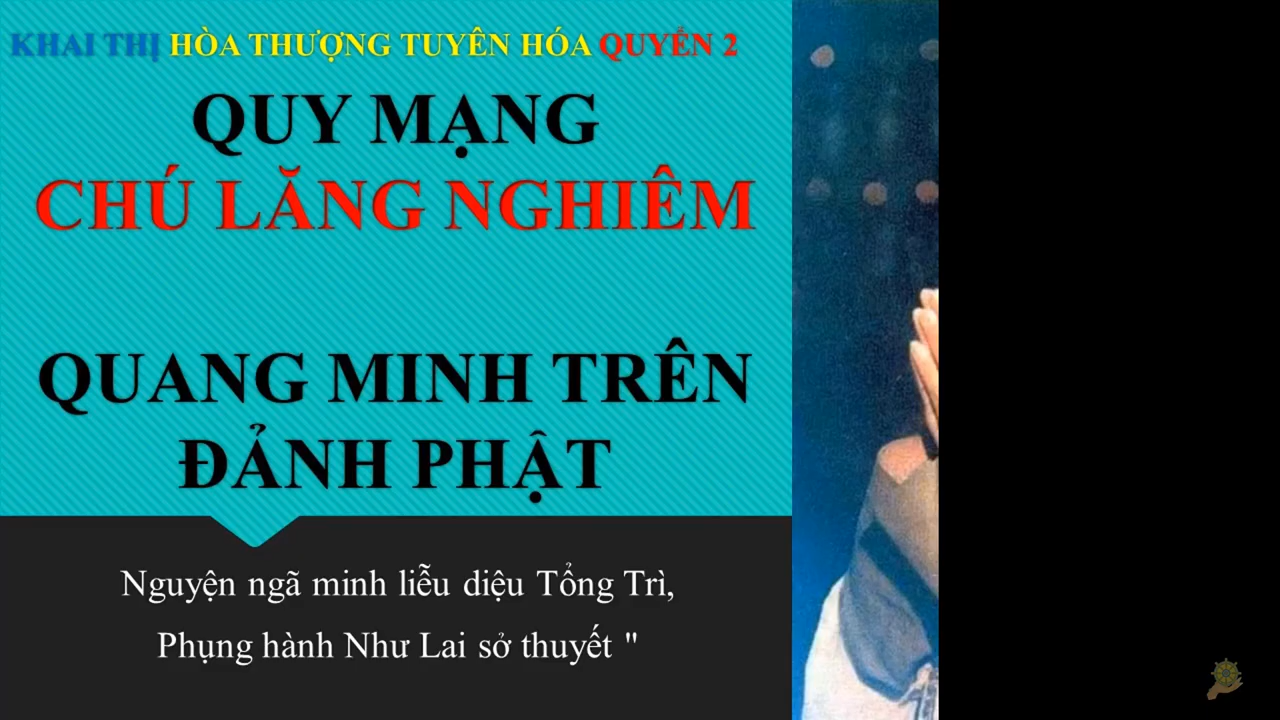 KHAI THỊ HÒA THƯỢNG TUYÊN HÓA QUYỂN 2
QUY MẠNG
CHÚ LĂNG NGHIÊM
QUANG MINH TRÊN
ĐẢNH PHẬT
Nguyện ngã minh liễu diệu Tổng Trì,
Phụng hành Như Lai sở thuyết "